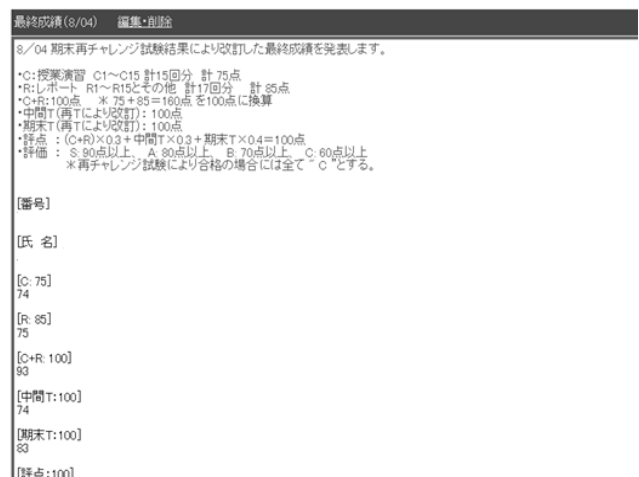 最終成績(8/04) 編集・削除
8/04 期末再チャレンジ試験結果により改訂した最終成績を発表します。
・C:授業演習 C1～C15 計15回分 計 75点
・R:レポート R1～R15とその他 計17回分 計 85点
・C+R:100点 ＊ 75+85=160点 を100点に換算
・中間T(再Tにより改訂): 100点
・期末T(再Tにより改訂): 100点
・評点 : (C+R)×0.3+中間T×0.3+期末T×0.4=100点
・評価 : S:90点以上、 A: 80点以上、 B: 70点以上、 C: 60点以上
＊再チャレンジ試験により合格の場合には全て " C "とする。
[番号]
[氏 名]
[C: 75]
74
[R: 85]
75
[C+R: 100]
93
[中間T:100]
74
[期末T:100]
83
[評点:100]